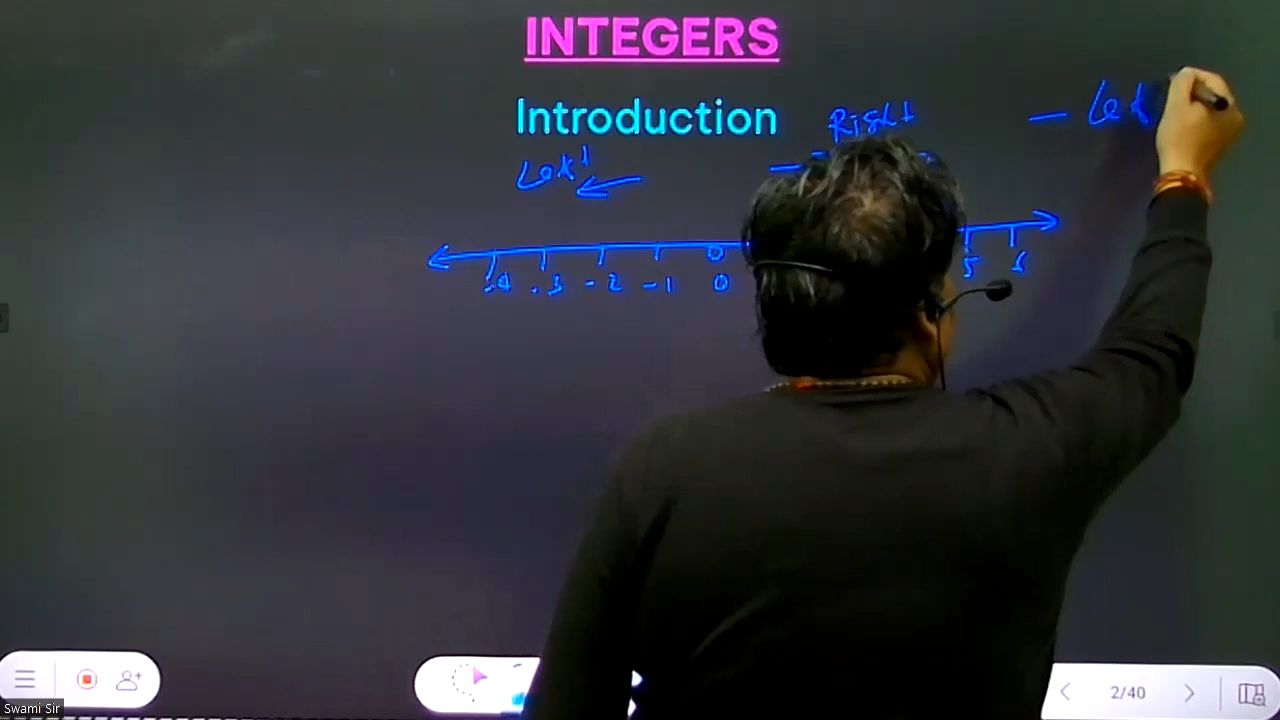 INTEGERS
Introduction
Right
- Left
Left
-4 -3 -2 -1 0 5 6
2/40
Swami Sir